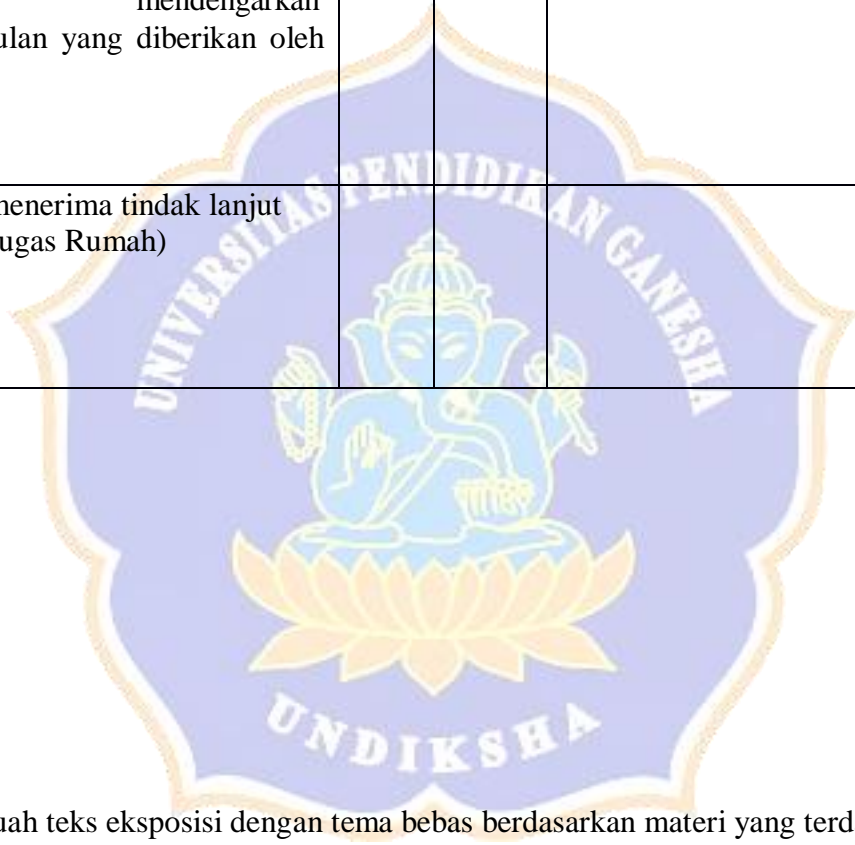 mendengarkan
ulan yang diberikan oleh
menerima tindak lanjut
ugas Rumah)
UNIVERSITAS PENDIDIKAN GANESHA
UNDIKSHA
uah teks eksposisi dengan tema bebas berdasarkan materi yang terd